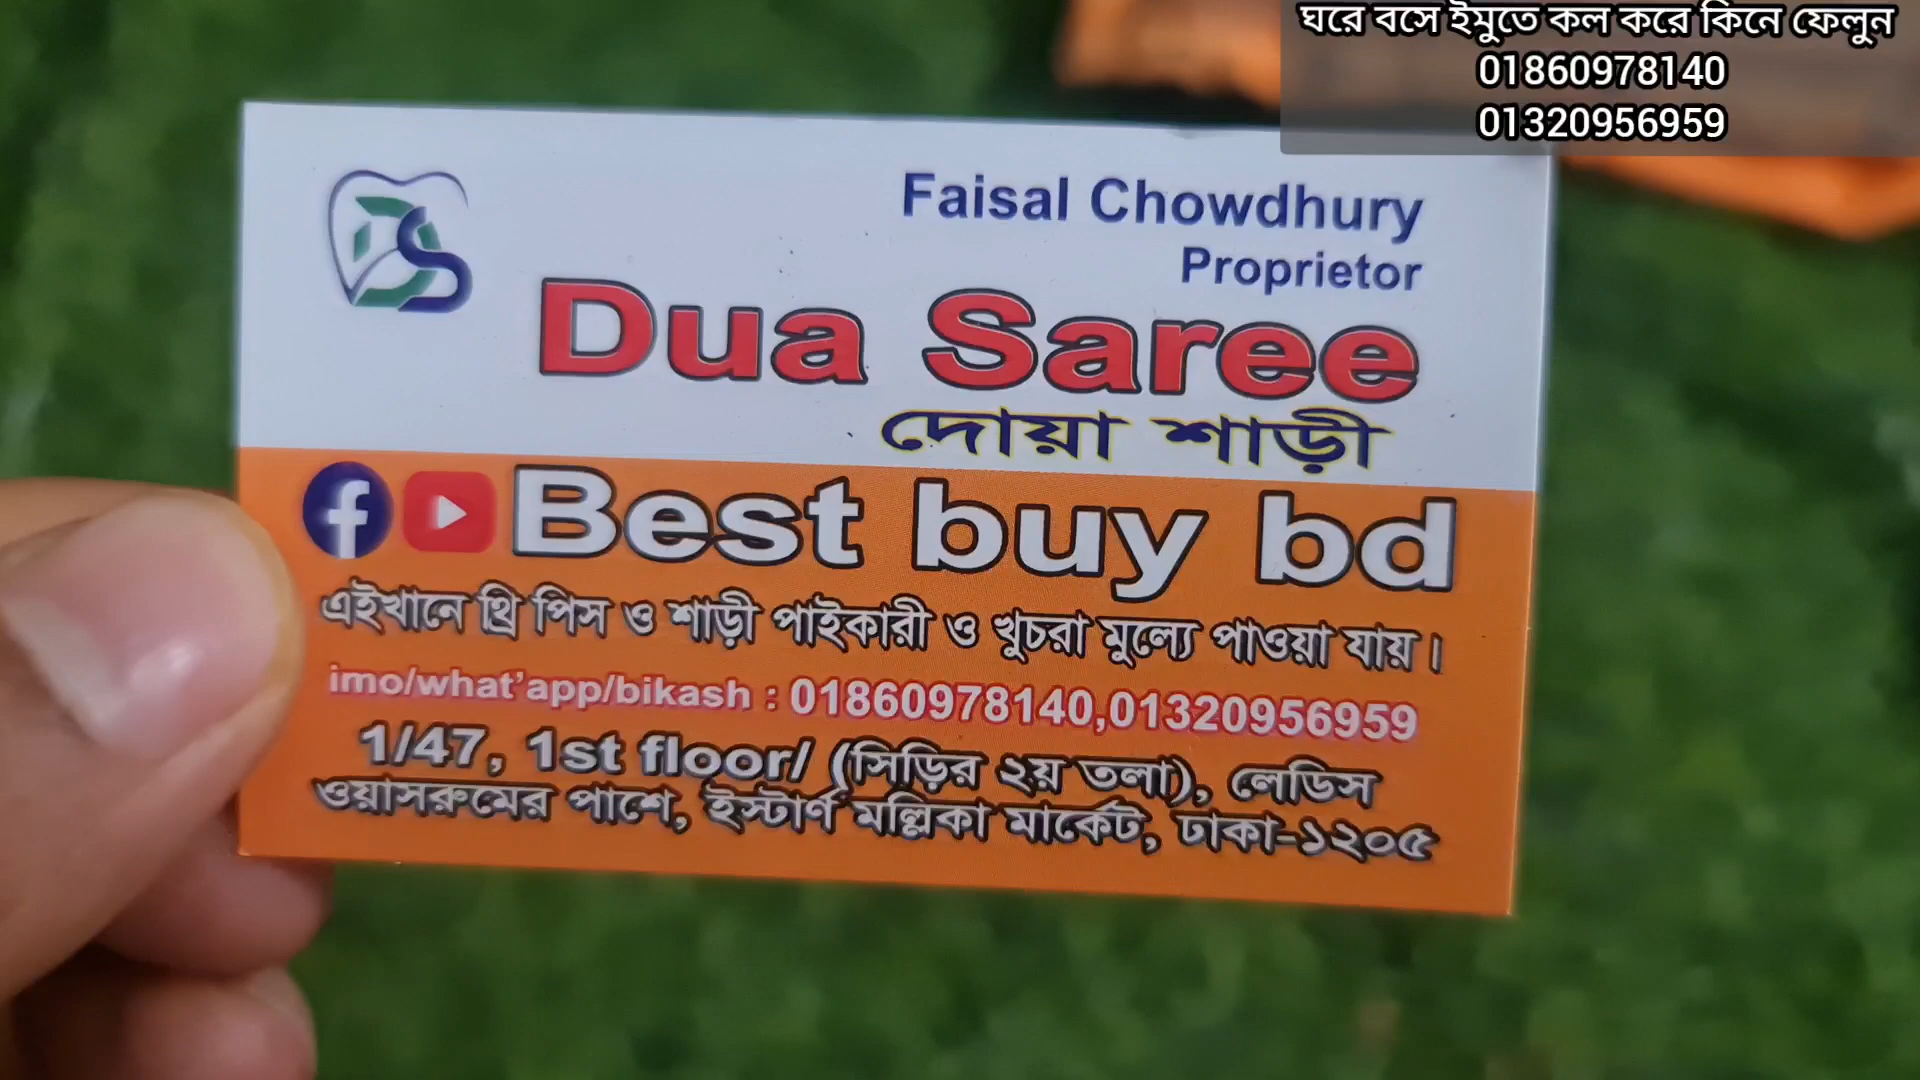 ঘরে বসে ইমুতে কল করে কিনে ফেলুন
01860978140
01320956959
DS
Faisal Chowdhury
Proprietor
Dua Saree
দোয়া শাড়ী
Best buy bd
এইখানে থ্রি পিস ও শাড়ী পাইকারী ও খুচরা মুল্যে পাওয়া যায়।
imo/what'app/bikash : 01860978140,01320956959
1/47, 1st floor/ (সিড়ির ২য় তলা), লেডিস
ওয়াসরুমের পাশে, ইস্টার্ণ মল্লিকা মার্কেট, ঢাকা-১২০৫